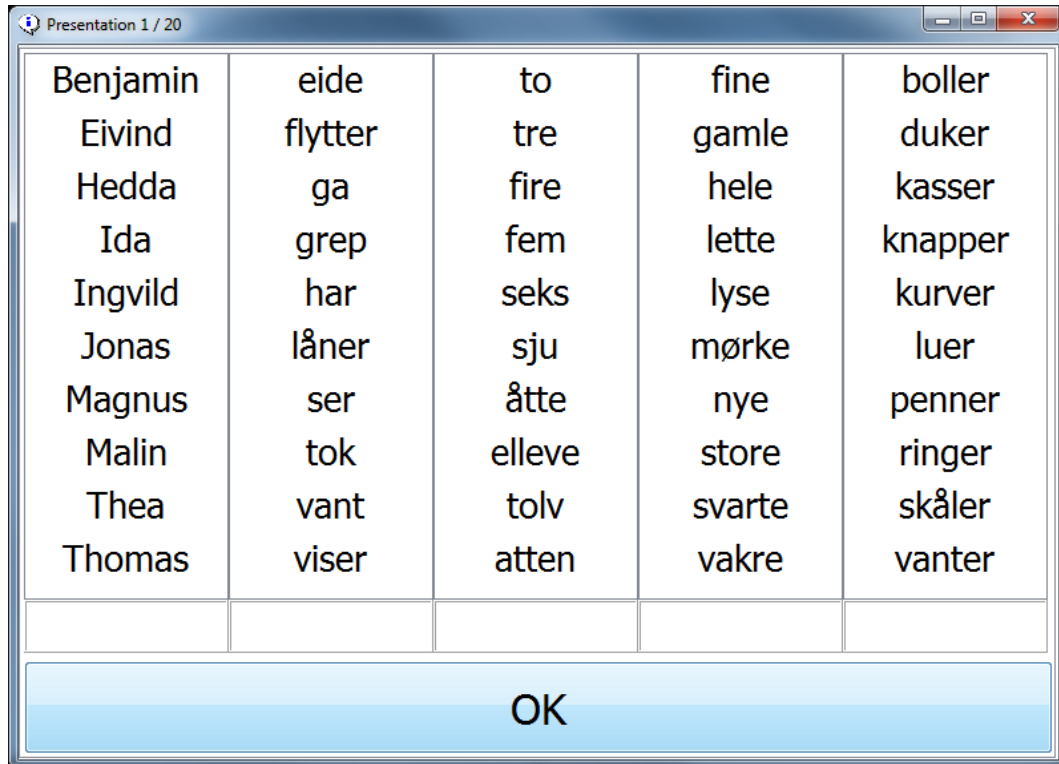 Presentation 1 / 20
Benjamin eide to fine boller
Eivind flytter tre gamle duker
Hedda ga fire hele kasser
Ida grep fem lette knapper
Ingvild har seks lyse kurver
Jonas låner sju mørke luer
Magnus ser åtte nye penner
Malin tok elleve store ringer
Thea vant tolv svarte skåler
Thomas viser atten vakre vanter
OK